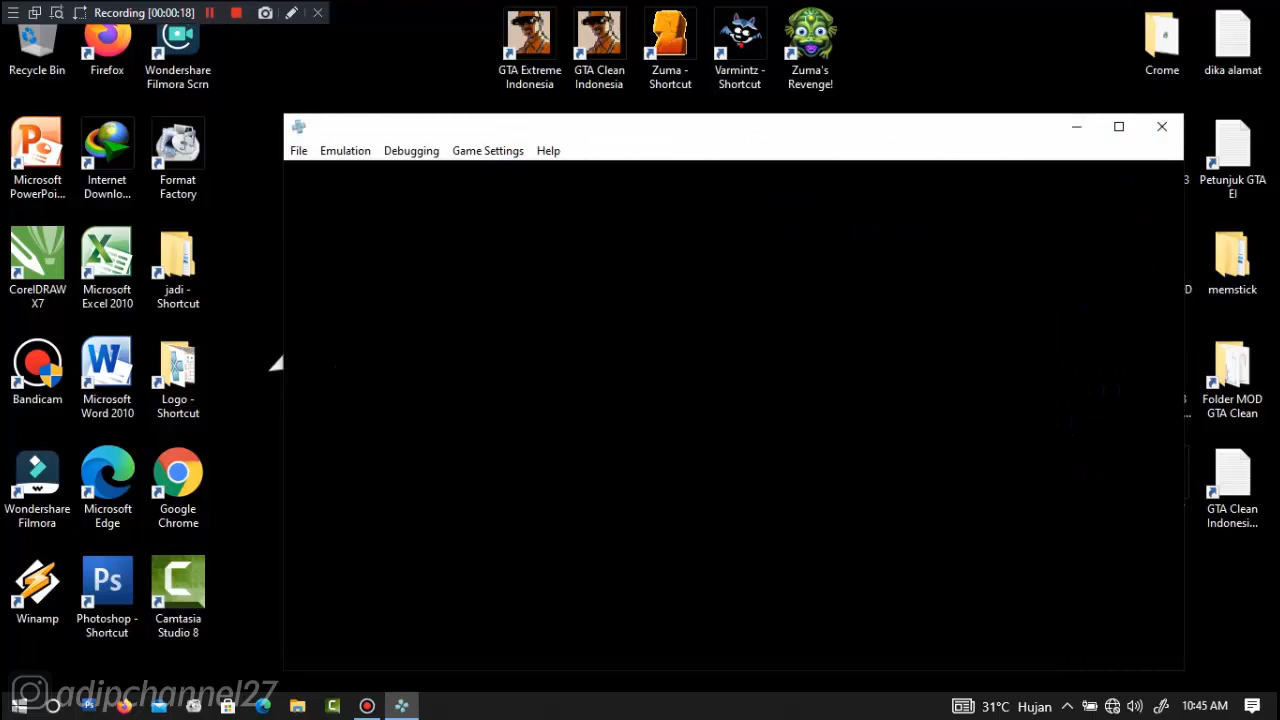 Recording [00:00:18]
Recycle Bin
Firefox
Wondershare
Filmora Scrn
GTA Extreme
Indonesia
GTA Clean
Indonesia
Zuma -
Shortcut
Varmintz -
Shortcut
Zuma's
Revenge!
Crome
dika alamat
File
Emulation
Debugging
Game Settings
Help
Microsoft
PowerPoi...
Internet
Downlo...
Format
Factory
3
Petunjuk GTA
EI
CorelDRAW
X7
Microsoft
Excel 2010
jadi -
Shortcut
D
memstick
Bandicam
Microsoft
Word 2010
Logo -
Shortcut
3
...
Folder MOD
GTA Clean
Wondershare
Filmora
Microsoft
Edge
Google
Chrome
GTA Clean
Indonesi...
Winamp
Ps
Photoshop -
Shortcut
Camtasia
Studio 8
adipchannel27
31°C Hujan
10:45 AM